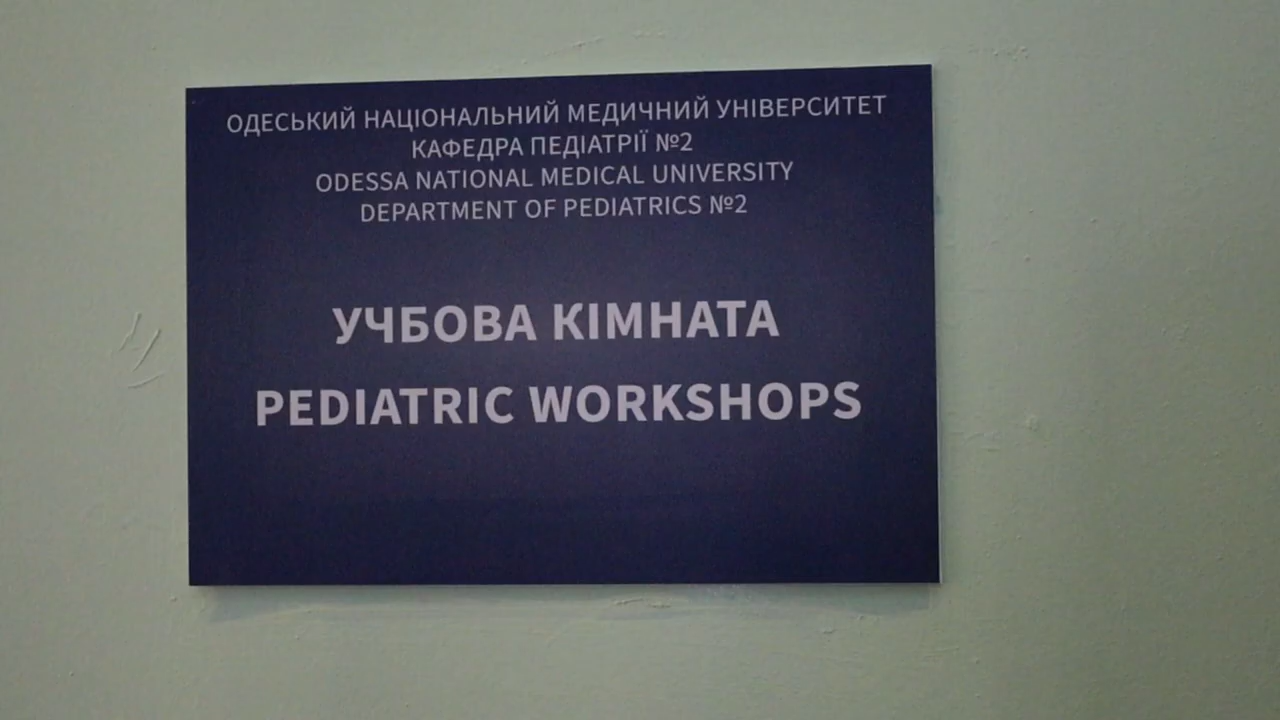 ОДЕСЬКИЙ НАЦІОНАЛЬНИЙ МЕДИЧНИЙ УНІВЕРСИТЕТ
КАФЕДРА ПЕДІАТРІЇ №2
ODESSA NATIONAL MEDICAL UNIVERSITY
DEPARTMENT OF PEDIATRICS №2
УЧБОВА КІМНАТА
PEDIATRIC WORKSHOPS